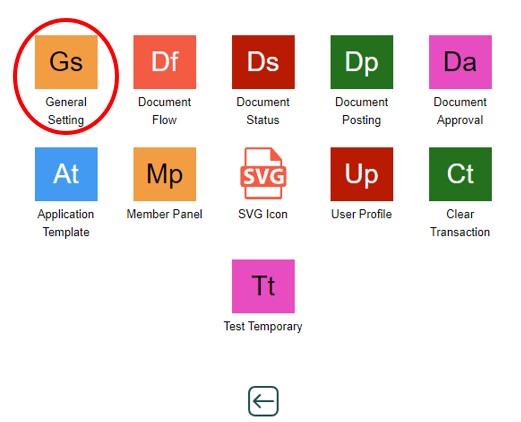 Gs Df Ds Dp Da
General Setting
Document Flow
Document Status
Document Posting
Document Approval
At Mp SVG Up Ct
Application Template
Member Panel
SVG Icon
User Profile
Clear Transaction
Tt
Test Temporary